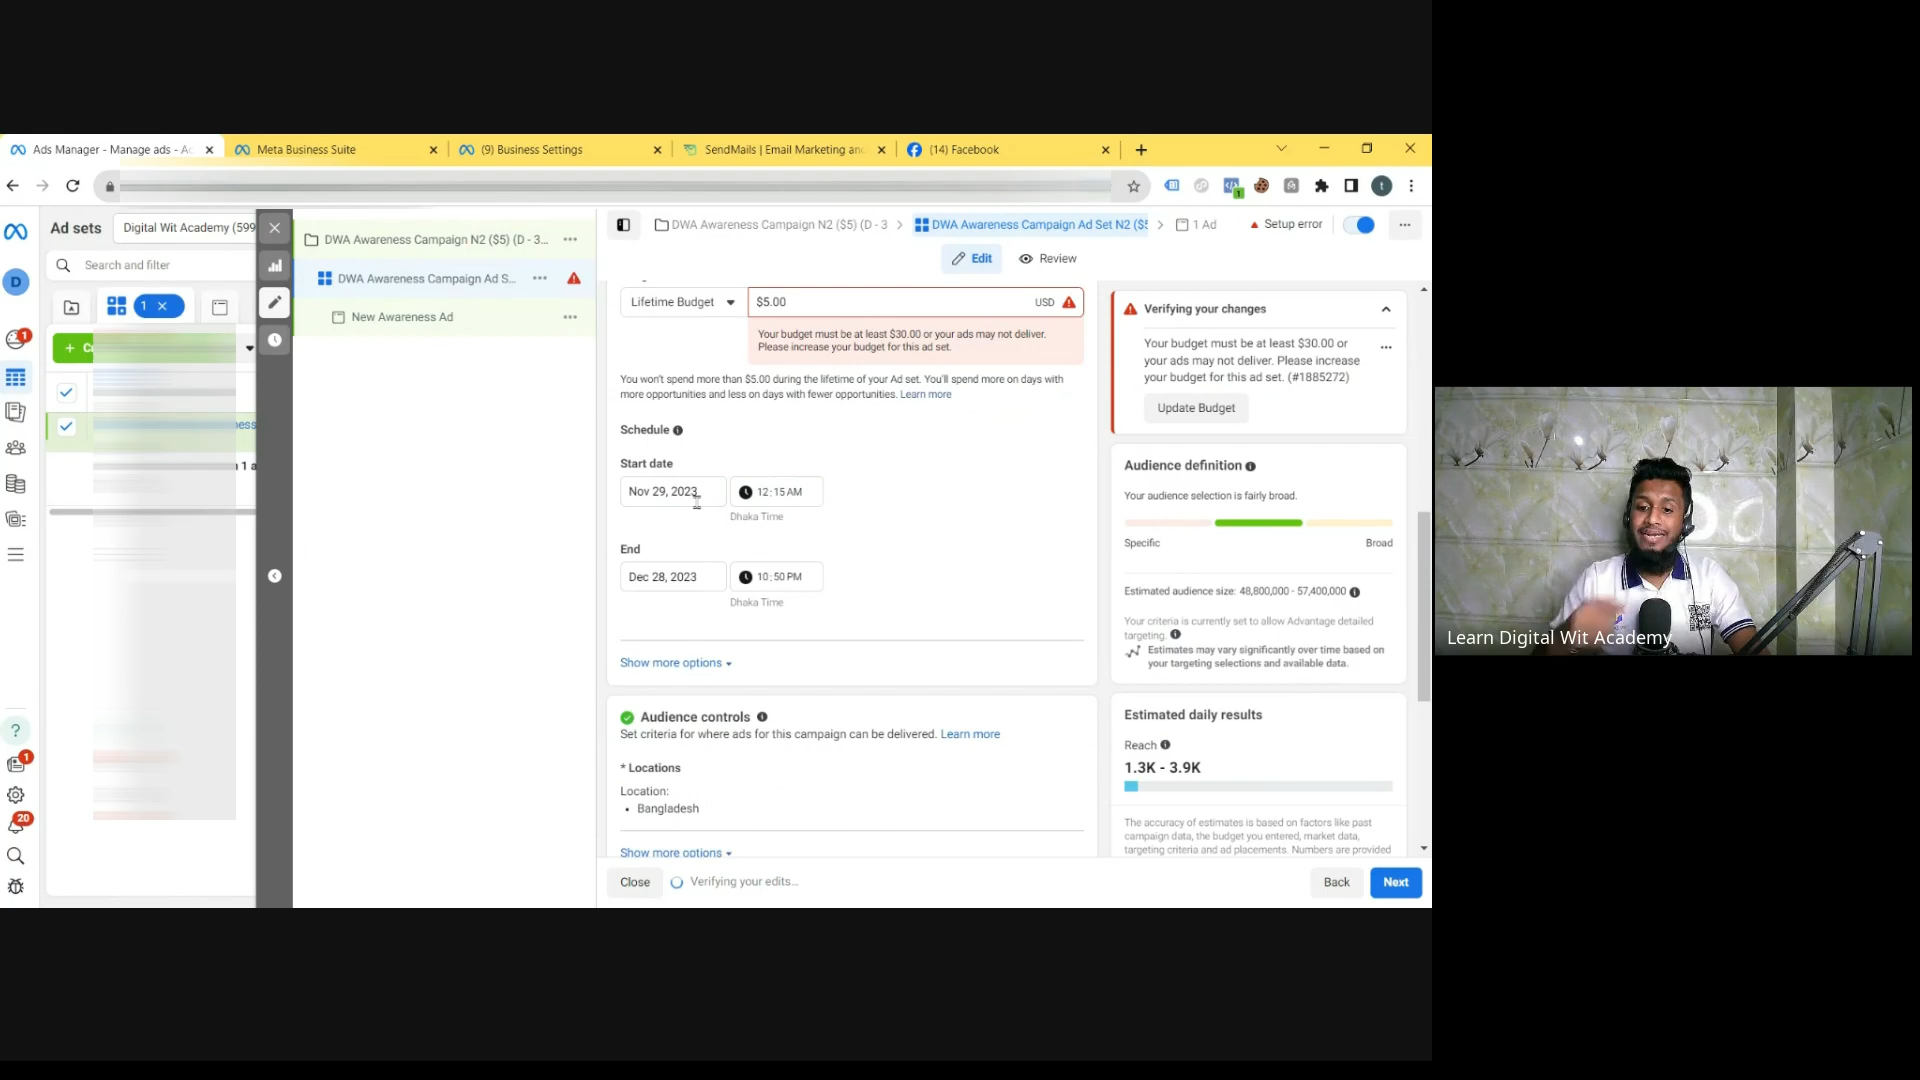 Ads Manager - Manage ads - Ac
Meta Business Suite
(9) Business Settings
SendMails | Email Marketing and
(14) Facebook
t
1
Ad sets
Digital Wit Academy (599
Search and filter
D
1
1
1
20
ness
n 1 a
DWA Awareness Campaign N2 ($5) (D - 3...
DWA Awareness Campaign Ad S...
New Awareness Ad
DWA Awareness Campaign N2 ($5) (D - 3
DWA Awareness Campaign Ad Set N2 ($5
1 Ad
Setup error
Edit
Review
Lifetime Budget
$5.00
USD
Your budget must be at least $30.00 or your ads may not deliver.
Please increase your budget for this ad set.
You won't spend more than $5.00 during the lifetime of your Ad set. You'll spend more on days with
more opportunities and less on days with fewer opportunities. Learn more
Schedule
Start date
Nov 29, 2023
12:15 AM
Dhaka Time
End
Dec 28, 2023
10:50 PM
Dhaka Time
Show more options
Audience controls
Set criteria for where ads for this campaign can be delivered. Learn more
* Locations
Location:
• Bangladesh
Show more options
Close
Verifying your edits...
Back
Next
Verifying your changes
Your budget must be at least $30.00 or
your ads may not deliver. Please increase
your budget for this ad set. (#1885272)
Update Budget
Audience definition
Your audience selection is fairly broad.
Specific
Broad
Estimated audience size: 48,800,000 - 57,400,000
Your criteria is currently set to allow Advantage detailed
targeting.
Estimates may vary significantly over time based on
your targeting selections and available data.
Estimated daily results
Reach
1.3K - 3.9K
The accuracy of estimates is based on factors like past
campaign data, the budget you entered, market data,
targeting criteria and ad placements. Numbers are provided
Learn Digital Wit Academy